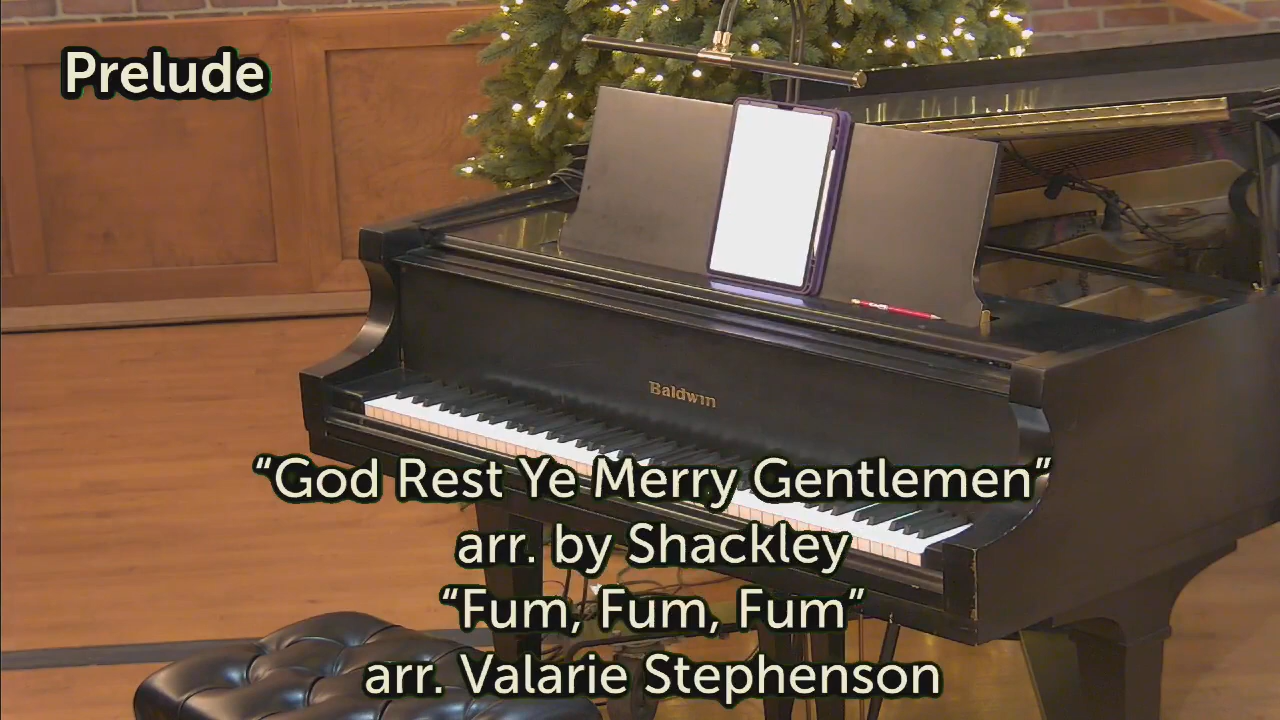 Prelude
Baldwin
“God Rest Ye Merry Gentlemen”
arr. by Shackley
“Fum, Fum, Fum”
arr. Valarie Stephenson